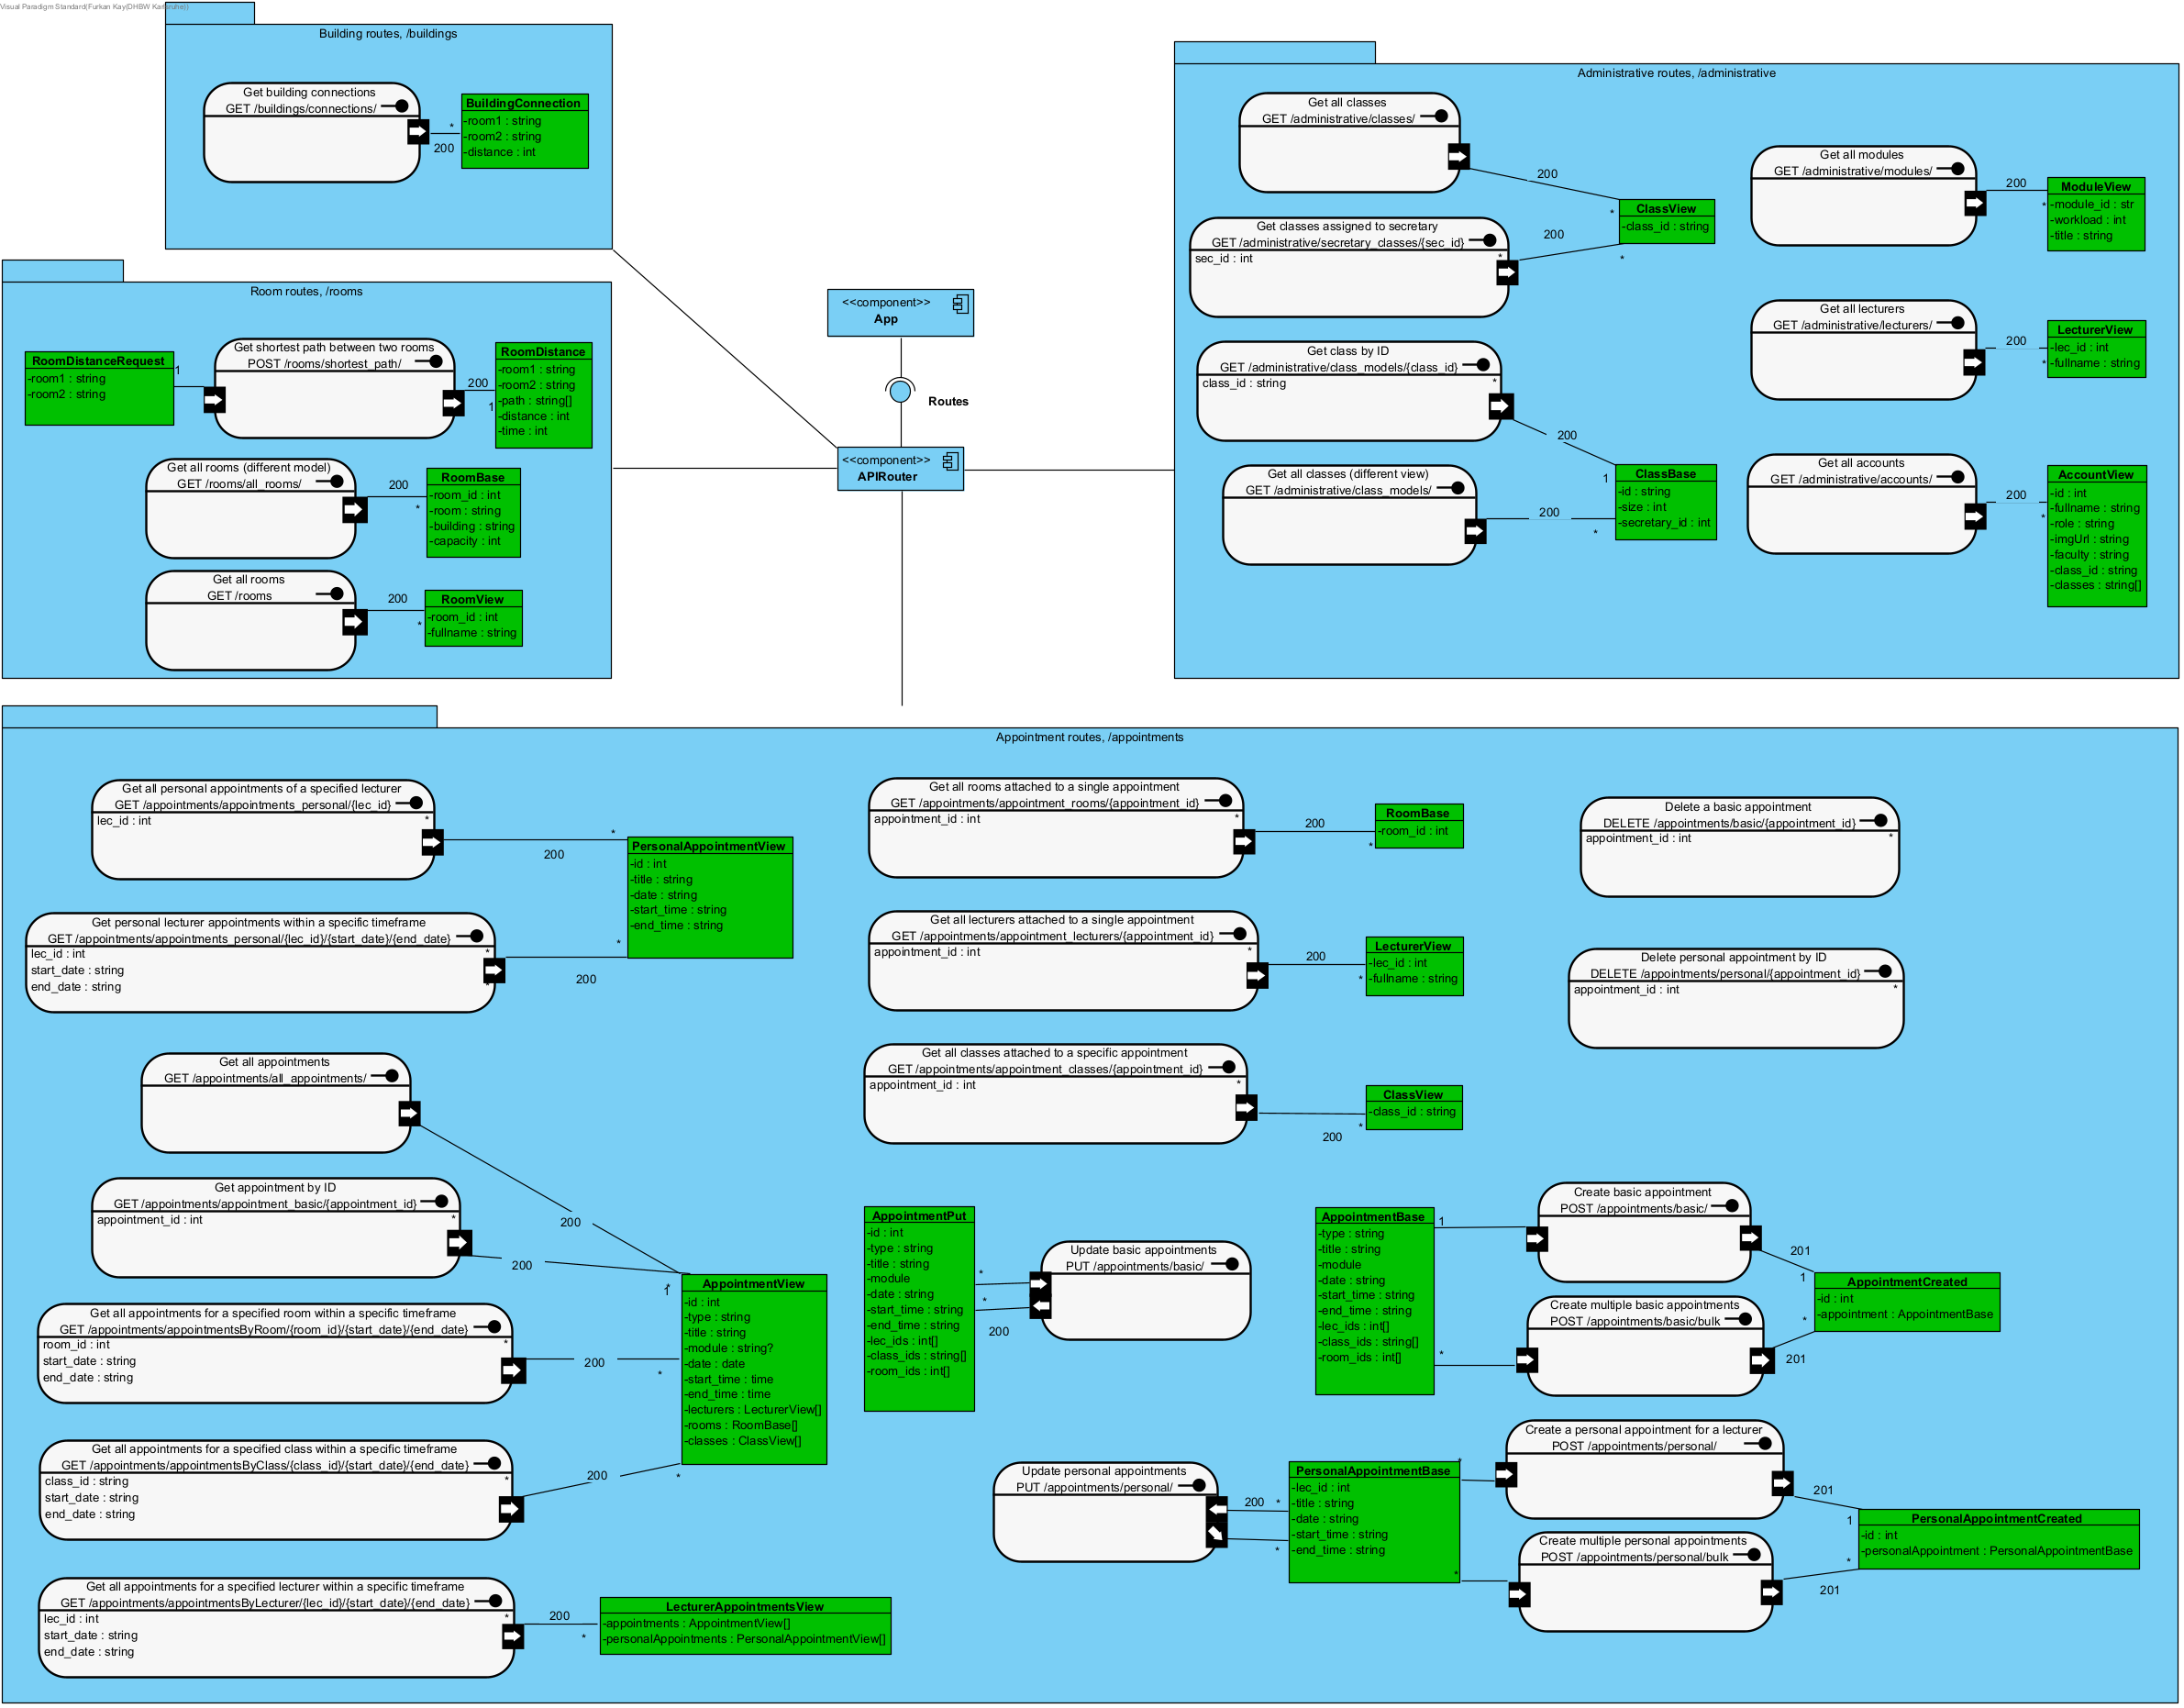 Visual Paradigm Standard(Furkan Kay(DHBW Karlsruhe))
Building routes, /buildings
Get building connections
GET /buildings/connections/
*
200
BuildingConnection
-room1 : string
-room2 : string
-distance : int
Room routes, /rooms
RoomDistanceRequest
-room1 : string
-room2 : string
1
Get shortest path between two rooms
POST /rooms/shortest_path/
200
1
RoomDistance
-room1 : string
-room2 : string
-path : string[]
-distance : int
-time : int
Get all rooms (different model)
GET /rooms/all_rooms/
200
*
RoomBase
-room_id : int
-room : string
-building : string
-capacity : int
Get all rooms
GET /rooms
200
*
RoomView
-room_id : int
-fullname : string
<<component>>
App
Routes
<<component>>
APIRouter
Administrative routes, /administrative
Get all classes
GET /administrative/classes/
200
*
Get classes assigned to secretary
GET /administrative/secretary_classes/{sec_id}
sec_id : int
*
200
*
ClassView
-class_id : string
Get class by ID
GET /administrative/class_models/{class_id}
class_id : string
*
200
1
Get all classes (different view)
GET /administrative/class_models/
200
*
ClassBase
-id : string
-size : int
-secretary_id : int
Get all modules
GET /administrative/modules/
200
*
ModuleView
-module_id : str
-workload : int
-title : string
Get all lecturers
GET /administrative/lecturers/
200
*
LecturerView
-lec_id : int
-fullname : string
Get all accounts
GET /administrative/accounts/
200
*
AccountView
-id : int
-fullname : string
-role : string
-imgUrl : string
-faculty : string
-class_id : string
-classes : string[]
Appointment routes, /appointments
Get all personal appointments of a specified lecturer
GET /appointments/appointments_personal/{lec_id}
lec_id : int
*
*
200
Get personal lecturer appointments within a specific timeframe
GET /appointments/appointments_personal/{lec_id}/{start_date}/{end_date}
lec_id : int
*
start_date : string
end_date : string
*
*
200
PersonalAppointmentView
-id : int
-title : string
-date : string
-start_time : string
-end_time : string
Get all appointments
GET /appointments/all_appointments/
200
*
Get appointment by ID
GET /appointments/appointment_basic/{appointment_id}
appointment_id : int
*
200
1
Get all appointments for a specified room within a specific timeframe
GET /appointments/appointmentsByRoom/{room_id}/{start_date}/{end_date}
room_id : int
*
start_date : string
end_date : string
200
*
Get all appointments for a specified class within a specific timeframe
GET /appointments/appointmentsByClass/{class_id}/{start_date}/{end_date}
class_id : string
*
start_date : string
end_date : string
200
*
AppointmentView
-id : int
-type : string
-title : string
-module : string?
-date : date
-start_time : time
-end_time : time
-lecturers : LecturerView[]
-rooms : RoomBase[]
-classes : ClassView[]
Get all appointments for a specified lecturer within a specific timeframe
GET /appointments/appointmentsByLecturer/{lec_id}/{start_date}/{end_date}
lec_id : int
*
start_date : string
end_date : string
200
*
LecturerAppointmentsView
-appointments : AppointmentView[]
-personalAppointments : PersonalAppointmentView[]
Get all rooms attached to a single appointment
GET /appointments/appointment_rooms/{appointment_id}
appointment_id : int
*
200
*
RoomBase
-room_id : int
Get all lecturers attached to a single appointment
GET /appointments/appointment_lecturers/{appointment_id}
appointment_id : int
*
200
*
LecturerView
-lec_id : int
-fullname : string
Get all classes attached to a specific appointment
GET /appointments/appointment_classes/{appointment_id}
appointment_id : int
*
200
*
ClassView
-class_id : string
Delete a basic appointment
DELETE /appointments/basic/{appointment_id}
appointment_id : int
*
Delete personal appointment by ID
DELETE /appointments/personal/{appointment_id}
appointment_id : int
*
AppointmentPut
-id : int
-type : string
-title : string
-module
-date : string
-start_time : string
-end_time : string
-lec_ids : int[]
-class_ids : string[]
-room_ids : int[]
*
*
200
Update basic appointments
PUT /appointments/basic/
AppointmentBase
-type : string
-title : string
-module
-date : string
-start_time : string
-end_time : string
-lec_ids : int[]
-class_ids : string[]
-room_ids : int[]
1
*
Create basic appointment
POST /appointments/basic/
201
1
Create multiple basic appointments
POST /appointments/basic/bulk
*
201
AppointmentCreated
-id : int
-appointment : AppointmentBase
Update personal appointments
PUT /appointments/personal/
200
*
*
PersonalAppointmentBase
-lec_id : int
-title : string
-date : string
-start_time : string
-end_time : string
*
*
Create a personal appointment for a lecturer
POST /appointments/personal/
201
1
Create multiple personal appointments
POST /appointments/personal/bulk
*
201
PersonalAppointmentCreated
-id : int
-personalAppointment : PersonalAppointmentBase